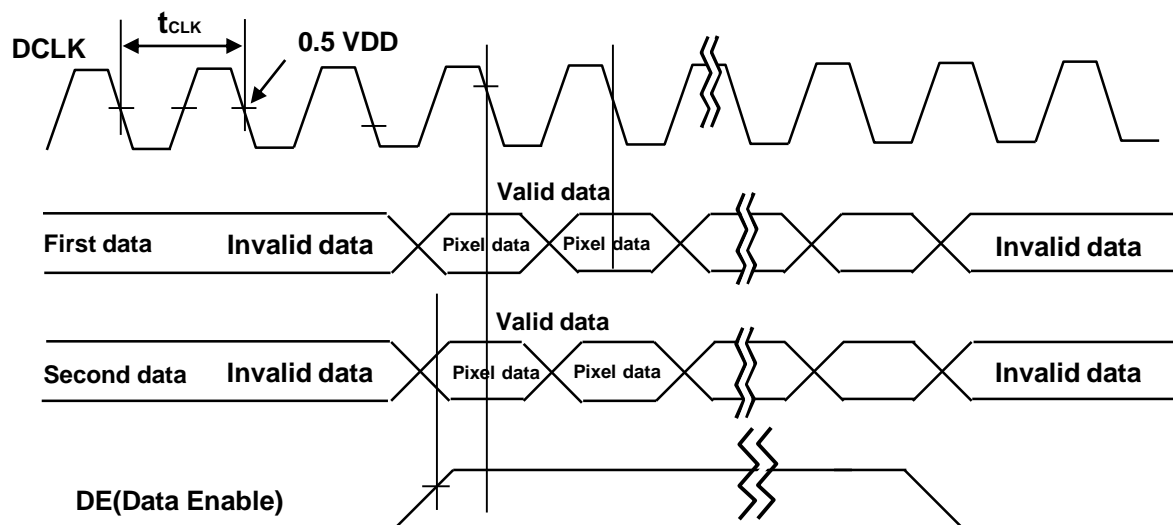 tCLK
DCLK
0.5 VDD
Valid data
First data
Invalid data
Pixel data
Pixel data
Invalid data
Valid data
Second data
Invalid data
Pixel data
Pixel data
Invalid data
DE(Data Enable)